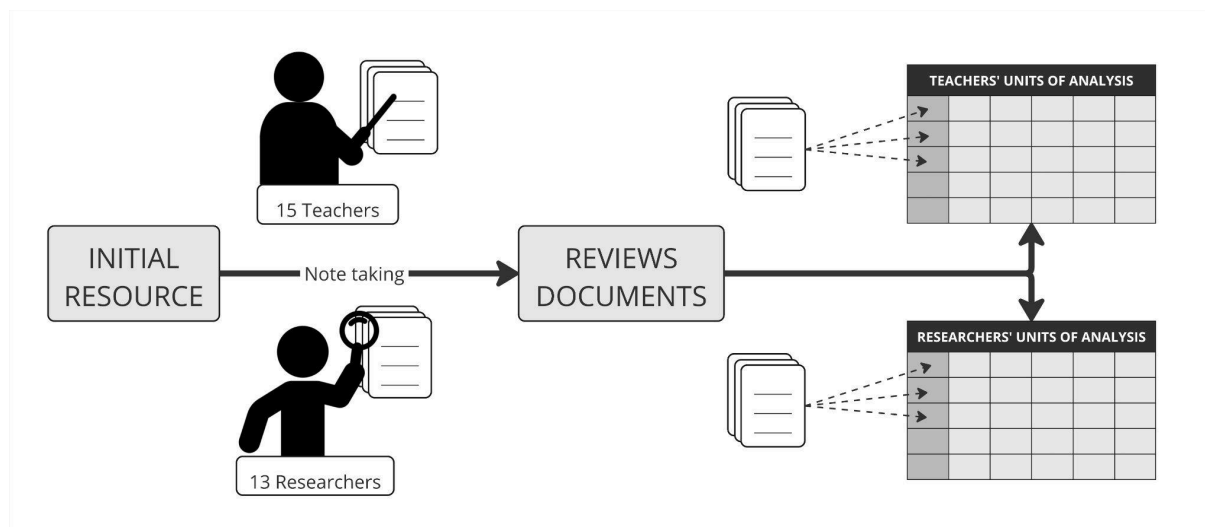 15 Teachers
INITIAL
RESOURCE
Note taking
13 Researchers
REVIEWS
DOCUMENTS
TEACHERS' UNITS OF ANALYSIS
RESEARCHERS' UNITS OF ANALYSIS